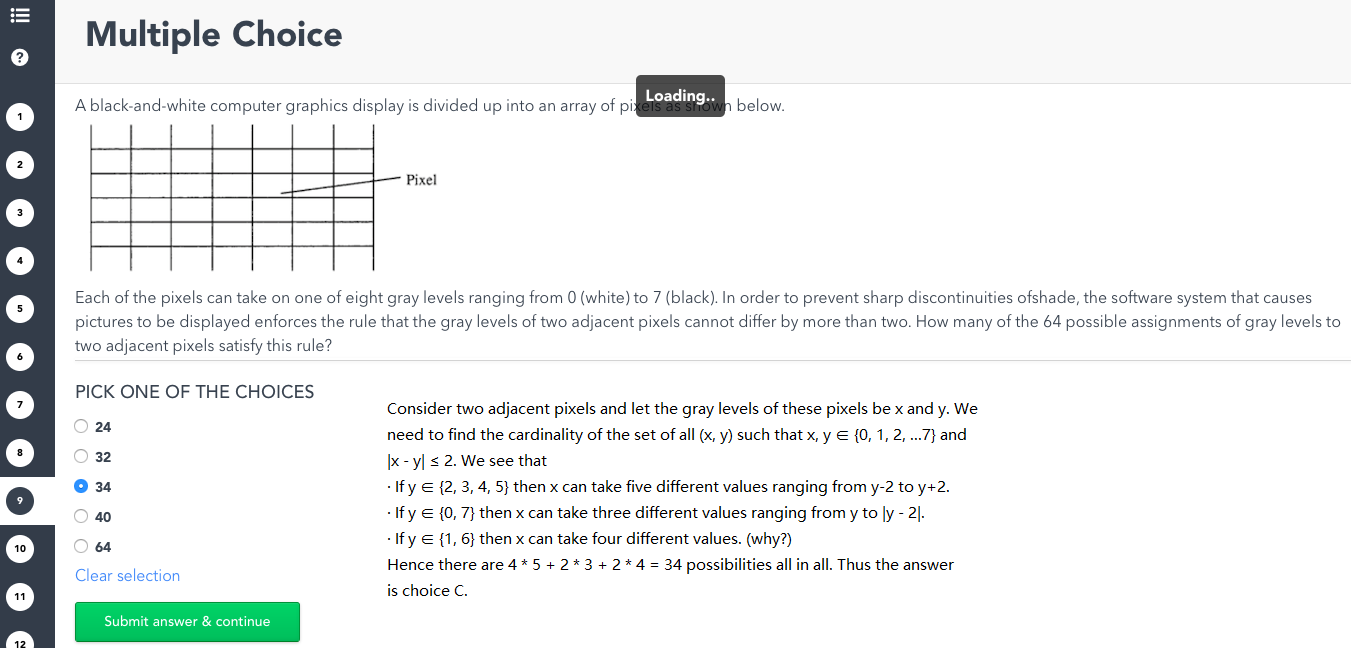 Multiple Choice
?
Loading..
A black-and-white computer graphics display is divided up into an array of pixels as shown below.
1
2
3
4
5
6
7
8
9
10
11
12
Pixel
Each of the pixels can take on one of eight gray levels ranging from 0 (white) to 7 (black). In order to prevent sharp discontinuities ofshade, the software system that causes
pictures to be displayed enforces the rule that the gray levels of two adjacent pixels cannot differ by more than two. How many of the 64 possible assignments of gray levels to
two adjacent pixels satisfy this rule?
PICK ONE OF THE CHOICES
24
32
34
40
64
Clear selection
Submit answer & continue
Consider two adjacent pixels and let the gray levels of these pixels be x and y. We
need to find the cardinality of the set of all (x, y) such that x, y ∈ {0, 1, 2, ...7} and
|x - y| ≤ 2. We see that
· If y ∈ {2, 3, 4, 5} then x can take five different values ranging from y-2 to y+2.
· If y ∈ {0, 7} then x can take three different values ranging from y to |y - 2|.
· If y ∈ {1, 6} then x can take four different values. (why?)
Hence there are 4 * 5 + 2 * 3 + 2 * 4 = 34 possibilities all in all. Thus the answer
is choice C.